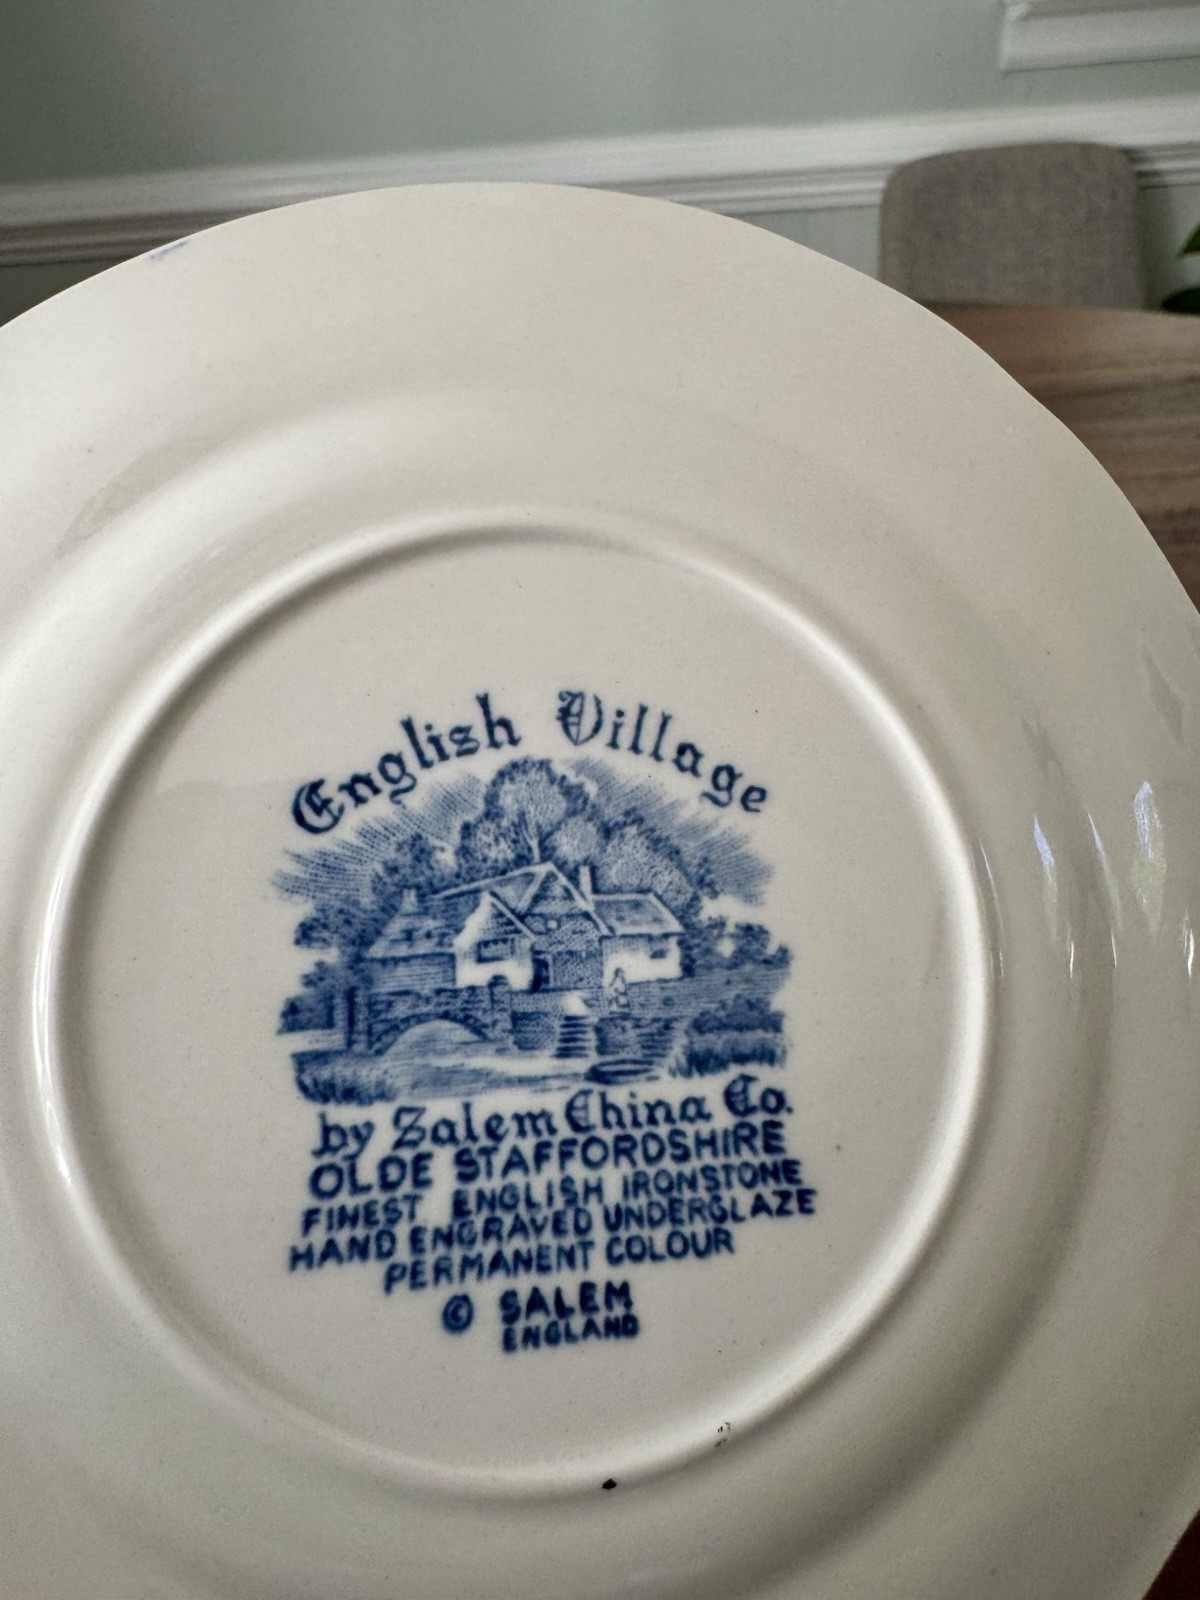 English Village
by Salem China Co.
OLDE STAFFORDSHIRE
FINEST ENGLISH IRONSTONE
HAND ENGRAVED UNDERGLAZE
PERMANENT COLOUR
© SALEM
ENGLAND